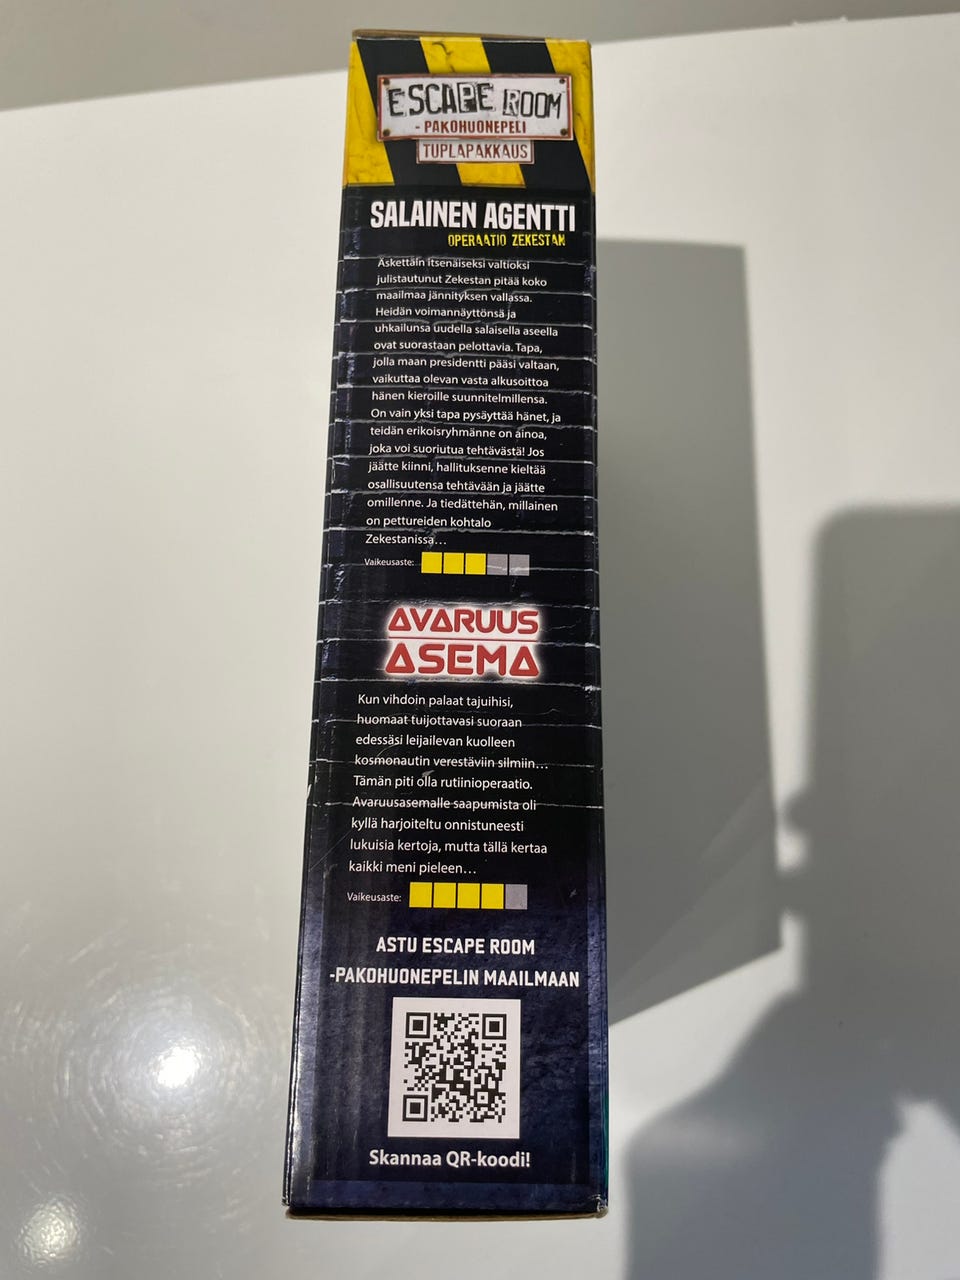 ESCAPE ROOM
- PAKOHUONEPELI
TUPLAPAKKAUS
SALAINEN AGENTTI
OPERAATIO ZEKESTAN
Äskettäin itsenäiseksi valtioksi
julistautunut Zekestan pitää koko
maailmaa jännityksen vallassa.
Heidän voimannäyttönsä ja
uhkailunsa uudella salaisella aseella
ovat suorastaan pelottavia. Tapa,
jolla maan presidentti pääsi valtaan,
vaikuttaa olevan vasta alkusoittoa
hänen kieroille suunnitelmillensa.
On vain yksi tapa pysäyttää hänet, ja
teidän erikoisryhmänne on ainoa,
joka voi suoriutua tehtävästä! Jos
jäätte kiinni, hallituksenne kieltää
osallisuutensa tehtävään ja jäätte
omillenne. Ja tiedättehän, millainen
on pettureiden kohtalo
Zekestanissa...
Vaikeusaste:
AVARUUS
ASEMA
Kun vihdoin palaat tajuihisi,
huomaat tuijottavasi suoraan
edessäsi leijailevan kuolleen
kosmonautin verestäviin silmiin...
Tämän piti olla rutiinioperaatio.
Avaruusasemalle saapumista oli
kyllä harjoiteltu onnistuneesti
lukuisia kertoja, mutta tällä kertaa
kaikki meni pieleen...
Vaikeusaste:
ASTU ESCAPE ROOM
-PAKOHUONEPELIN MAAILMAAN
Skannaa QR-koodi!